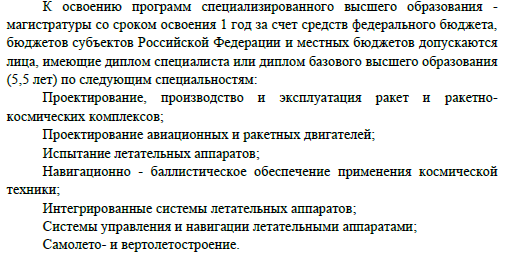 К освоению программ специализированного высшего образования -
магистратуры со сроком освоения 1 год за счет средств федерального бюджета,
бюджетов субъектов Российской Федерации и местных бюджетов допускаются
лица, имеющие диплом специалиста или диплом базового высшего образования
(5,5 лет) по следующим специальностям:
Проектирование, производство и эксплуатация ракет и ракетно-
космических комплексов;
Проектирование авиационных и ракетных двигателей;
Испытание летательных аппаратов;
Навигационно - баллистическое обеспечение применения космической
техники;
Интегрированные системы летательных аппаратов;
Системы управления и навигации летательными аппаратами;
Самолето- и вертолетостроение.